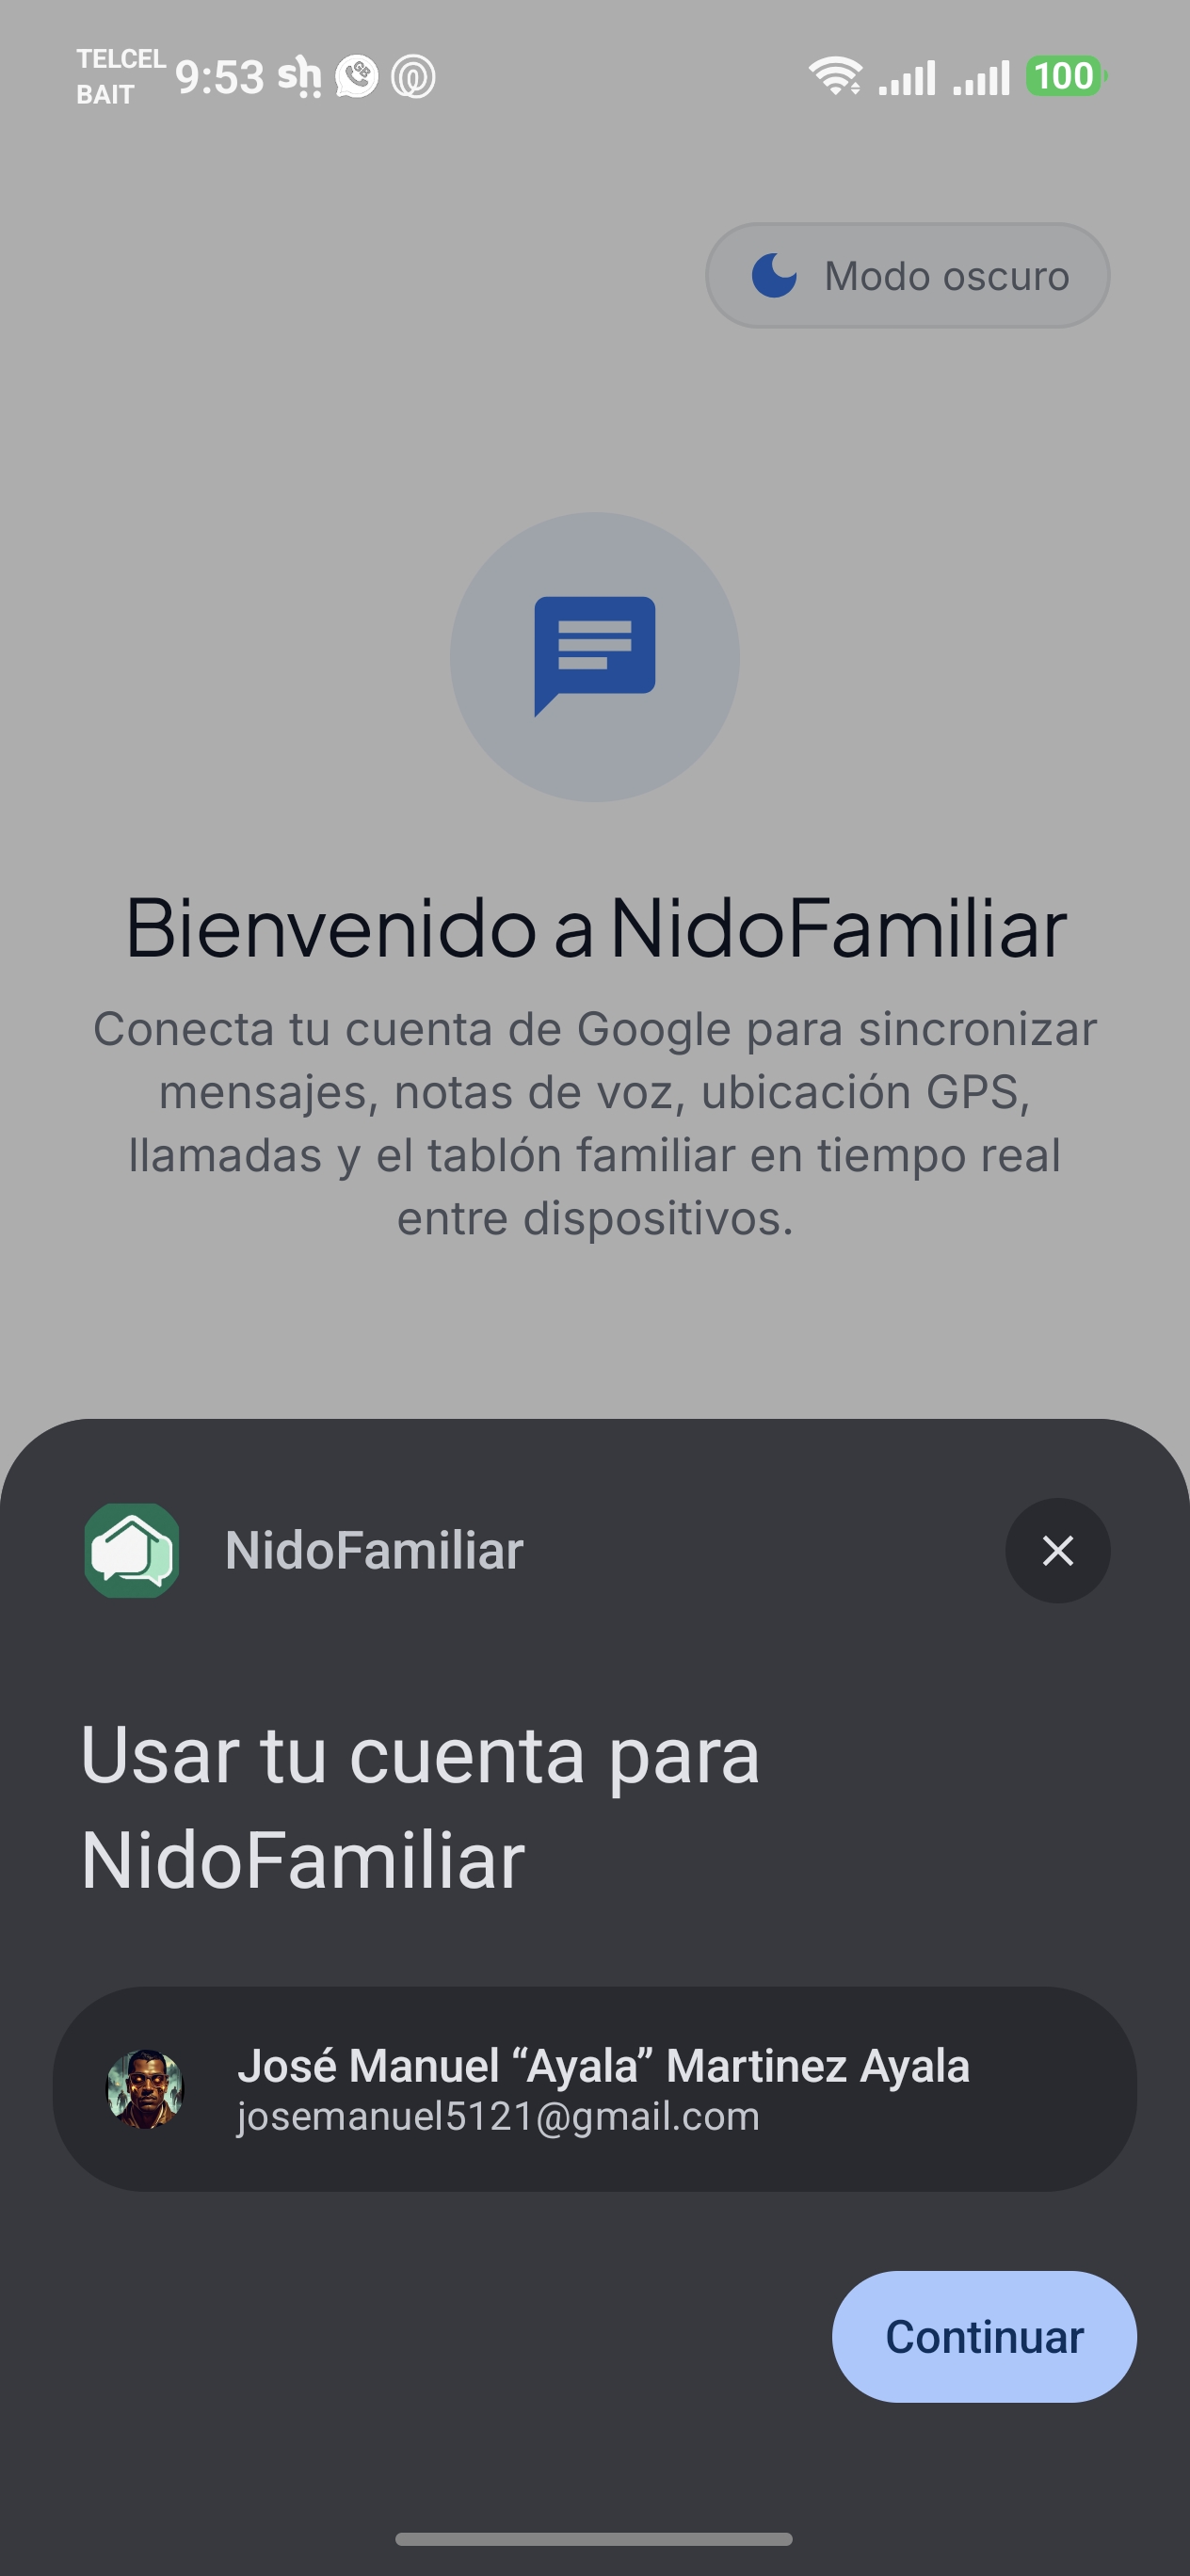 TELCEL
BAIT
9:53
100
Modo oscuro
Bienvenido a NidoFamiliar
Conecta tu cuenta de Google para sincronizar
mensajes, notas de voz, ubicación GPS,
llamadas y el tablón familiar en tiempo real
entre dispositivos.
NidoFamiliar
Usar tu cuenta para
NidoFamiliar
José Manuel “Ayala” Martinez Ayala
josemanuel5121@gmail.com
Continuar